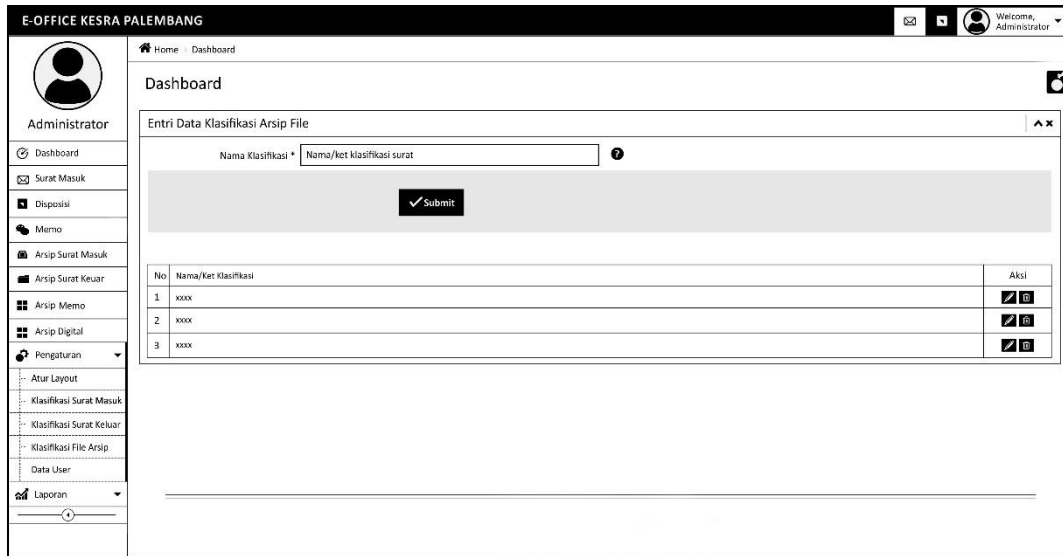 E-OFFICE KESRA PALEMBANG
Welcome,
Administrator
Home Dashboard
Dashboard
Administrator
Entri Data Klasifikasi Arsip File
Nama Klasifikasi * Nama/ket klasifikasi surat ?
Submit
No Nama/Ket Klasifikasi Aksi
1 xxxx
2 xxxx
3 xxxx
Dashboard
Surat Masuk
Disposisi
Memo
Arsip Surat Masuk
Arsip Surat Keuar
Arsip Memo
Arsip Digital
Pengaturan
Atur Layout
Klasifikasi Surat Masuk
Klasifikasi Surat Keluar
Klasifikasi File Arsip
Data User
Laporan